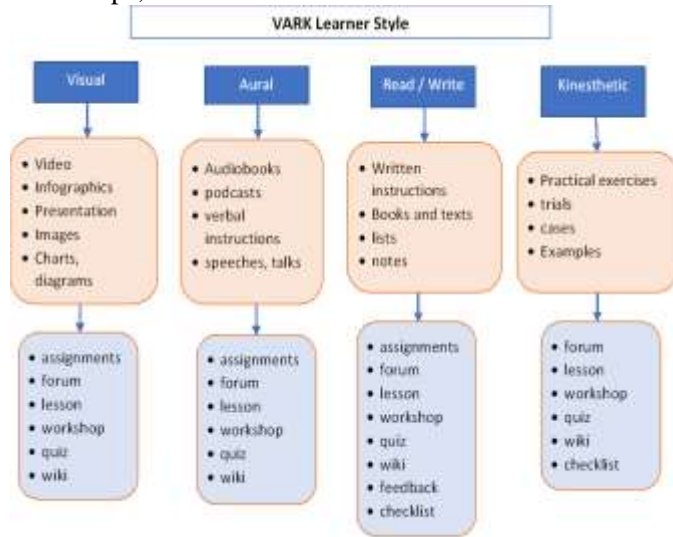 VARK Learner Style
Visual
Aural
Read / Write
Kinesthetic
• Video
• Infographics
• Presentation
• Images
• Charts,
diagrams
• Audiobooks
• podcasts
• verbal
instructions
• speeches, talks
• Written
instructions
• Books and texts
• lists
• notes
• Practical exercises
• trials
• cases
• Examples
• assignments
• forum
• lesson
• workshop
• quiz
• wiki
• assignments
• forum
• lesson
• workshop
• quiz
• wiki
• assignments
• forum
• lesson
• workshop
• quiz
• wiki
• feedback
• checklist
• forum
• lesson
• workshop
• quiz
• wiki
• checklist